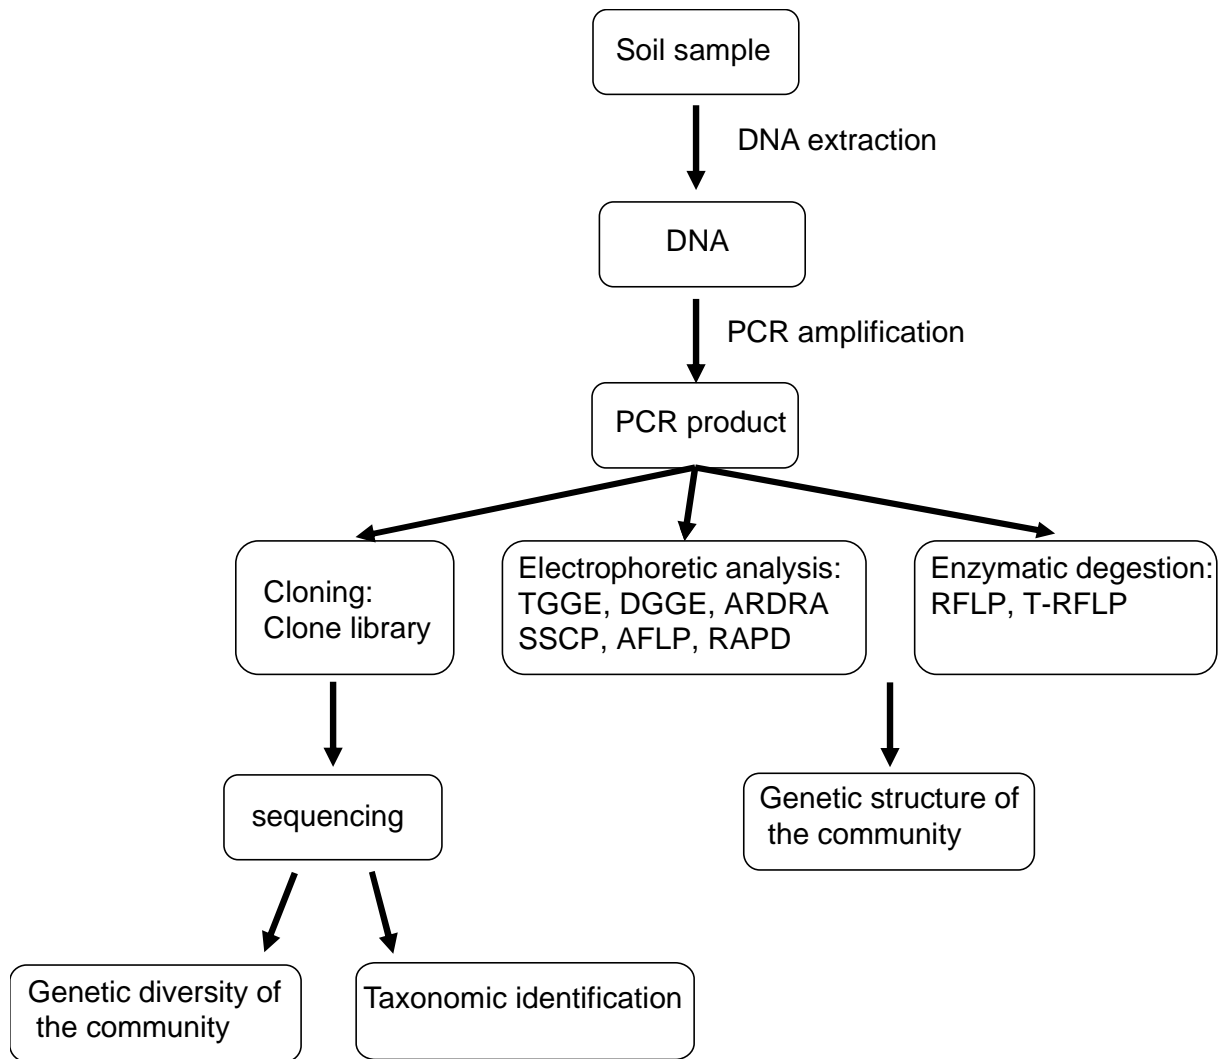 Soil sample
DNA extraction
DNA
PCR amplification
PCR product
Cloning:
Clone library
Electrophoretic analysis:
TGGE, DGGE, ARDRA
SSCP, AFLP, RAPD
Enzymatic degestion:
RFLP, T-RFLP
sequencing
Genetic structure of
the community
Genetic diversity of
the community
Taxonomic identification